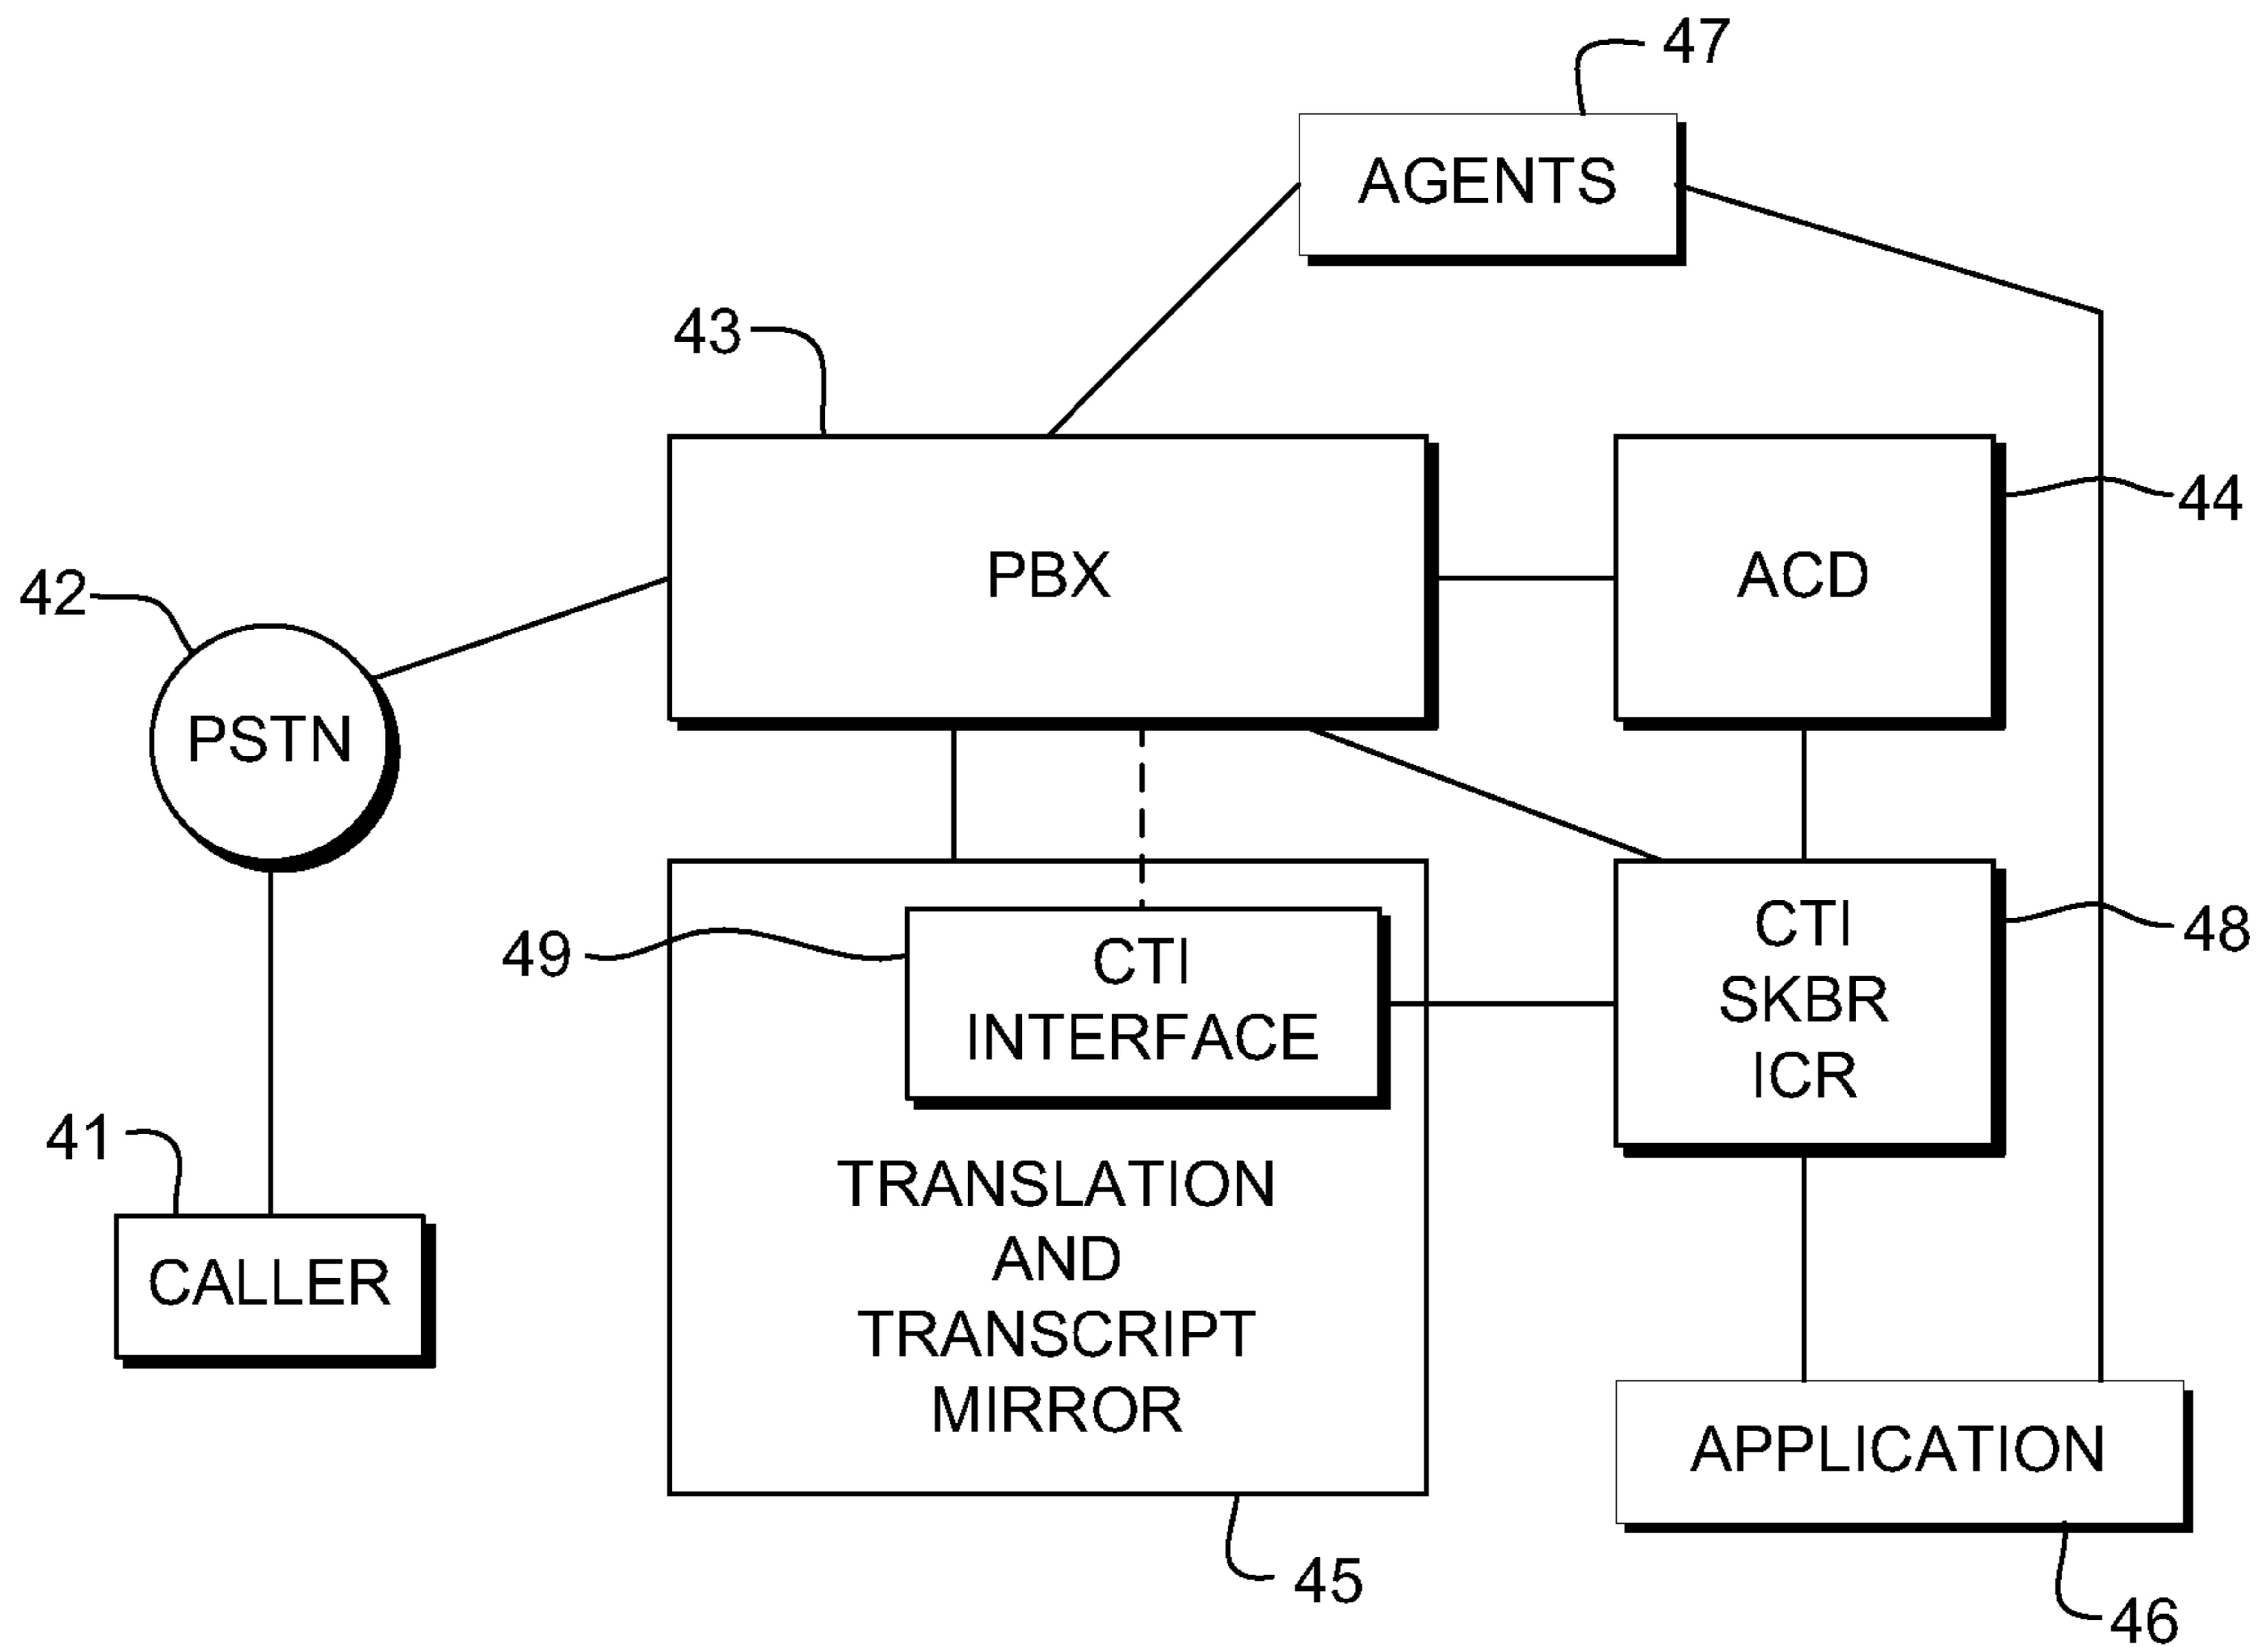 47
AGENTS
43
PBX
ACD
44
42
PSTN
49
CTI
INTERFACE
CTI
SKBR
ICR
48
41
CALLER
TRANSLATION
AND
TRANSCRIPT
MIRROR
APPLICATION
45
46